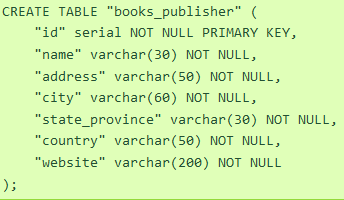 CREATE TABLE "books_publisher" (
    "id" serial NOT NULL PRIMARY KEY,
    "name" varchar(30) NOT NULL,
    "address" varchar(50) NOT NULL,
    "city" varchar(60) NOT NULL,
    "state_province" varchar(30) NOT NULL,
    "country" varchar(50) NOT NULL,
    "website" varchar(200) NOT NULL
);